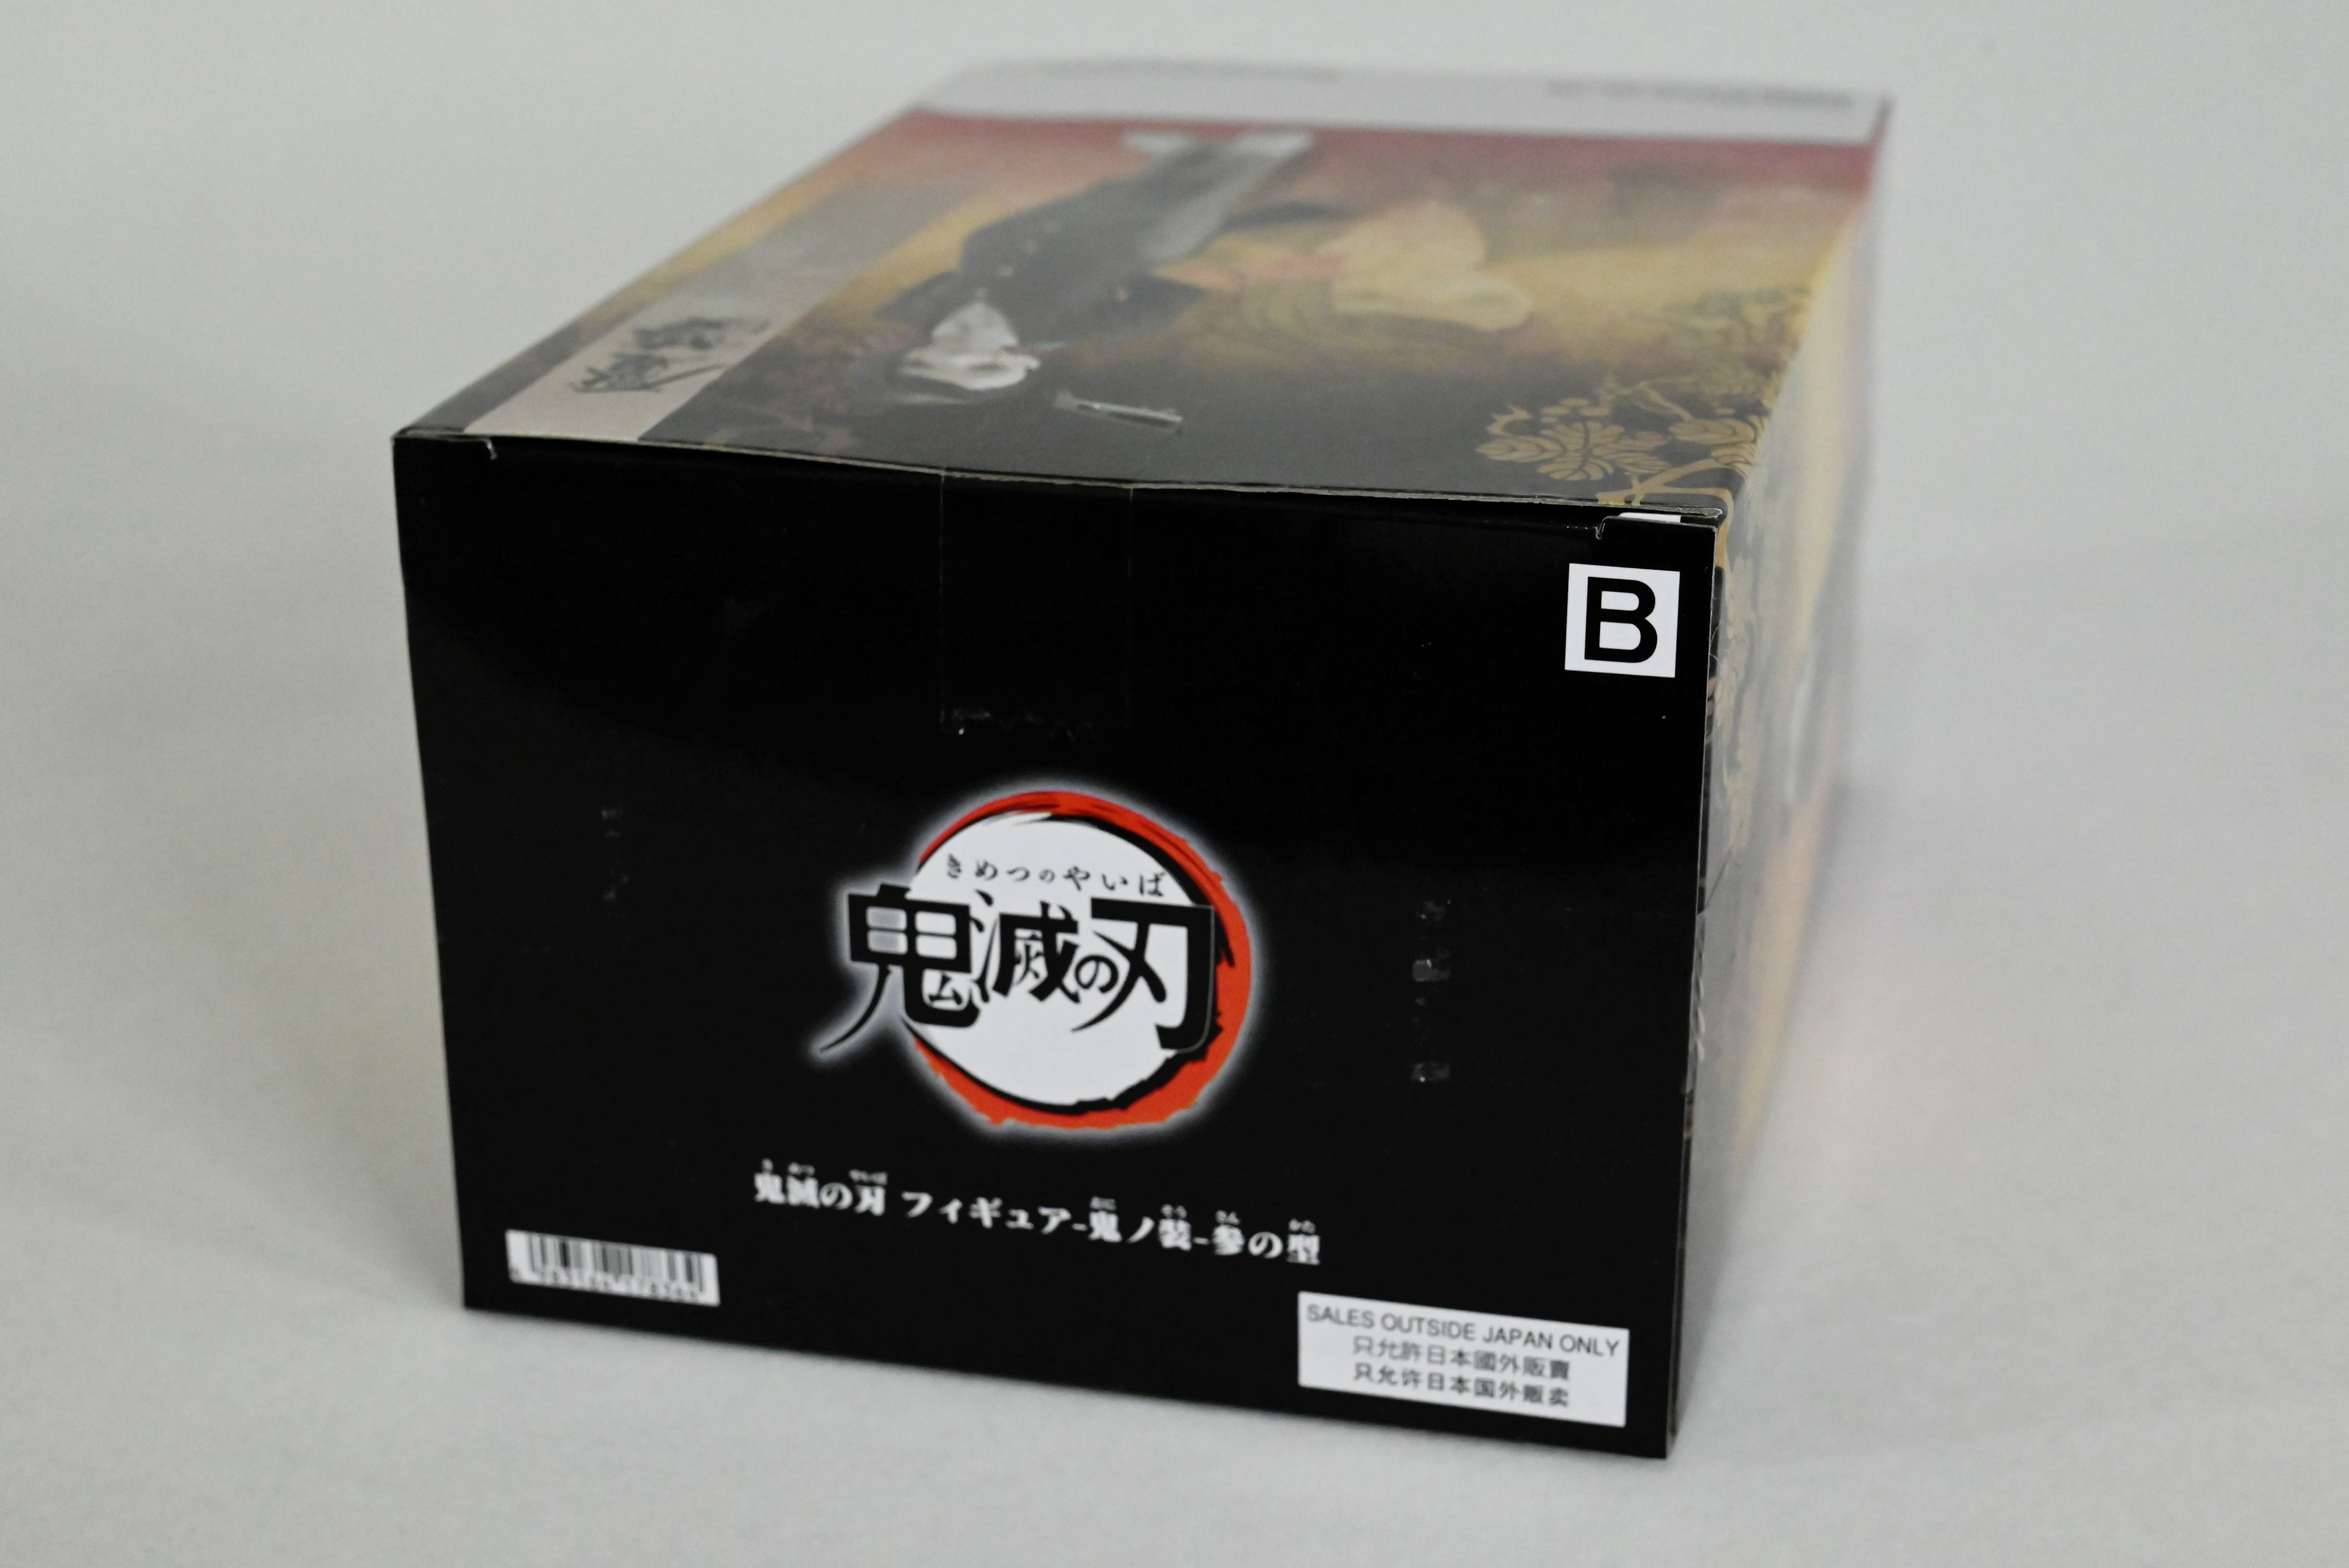 B
きめつのやいば
鬼滅の刃
鬼滅の刃 フィギュア-鬼ノ装-参の型
SALES OUTSIDE JAPAN ONLY
只允許日本國外販賣
只允许日本国外贩卖